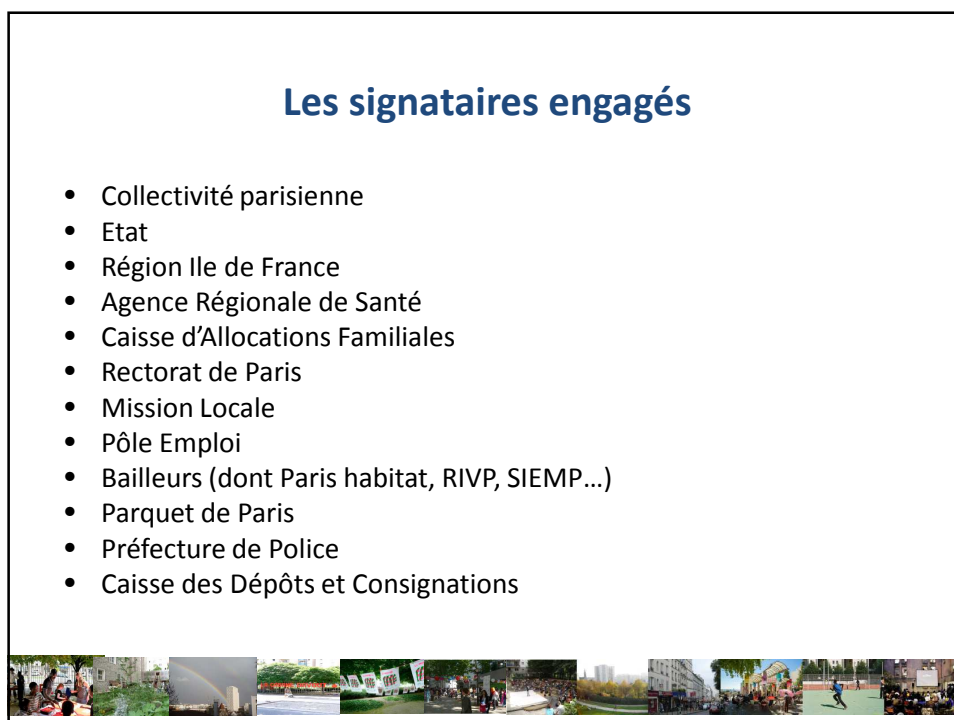 Les signataires engagés
• Collectivité parisienne
• Etat
• Région Ile de France
• Agence Régionale de Santé
• Caisse d'Allocations Familiales
• Rectorat de Paris
• Mission Locale
• Pôle Emploi
• Bailleurs (dont Paris habitat, RIVP, SIEMP…)
• Parquet de Paris
• Préfecture de Police
• Caisse des Dépôts et Consignations